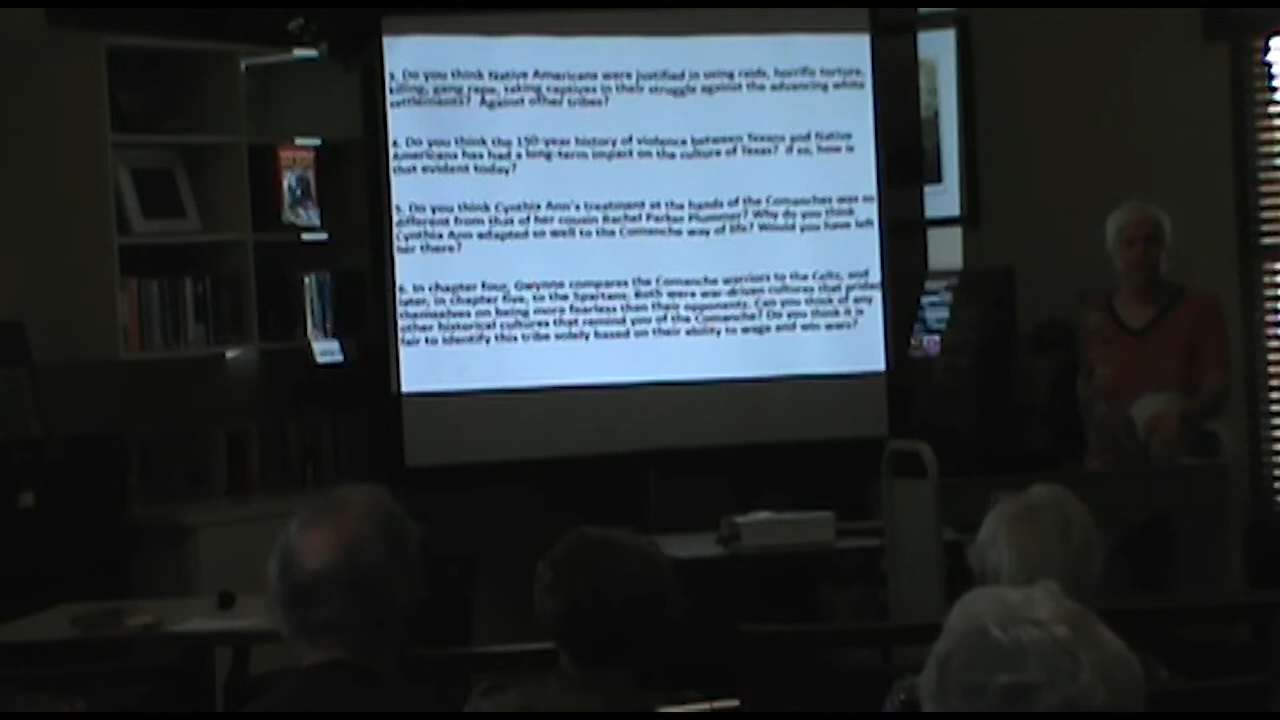 3. Do you think Native Americans were justified in using raids, horrific torture,
killing, gang rape, taking captives in their struggle against the advancing white
settlements? Against other tribes?
4. Do you think the 150-year history of violence between Texans and Native
Americans has had a long-term impact on the culture of Texas? If so, how is
that evident today?
5. Do you think Cynthia Ann's treatment at the hands of the Comanches was so
different from that of her cousin Rachel Parker Plummer? Why do you think
Cynthia Ann adapted so well to the Comanche way of life? Would you have left
her there?
6. In chapter four, Gwynne compares the Comanche warriors to the Celts, and
later, in chapter five, to the Spartans. Both were war-driven cultures that prided
themselves on being more fearless than their opponents. Can you think of any
other historical cultures that remind you of the Comanche? Do you think it is
fair to identify this tribe solely based on their ability to wage and win wars?